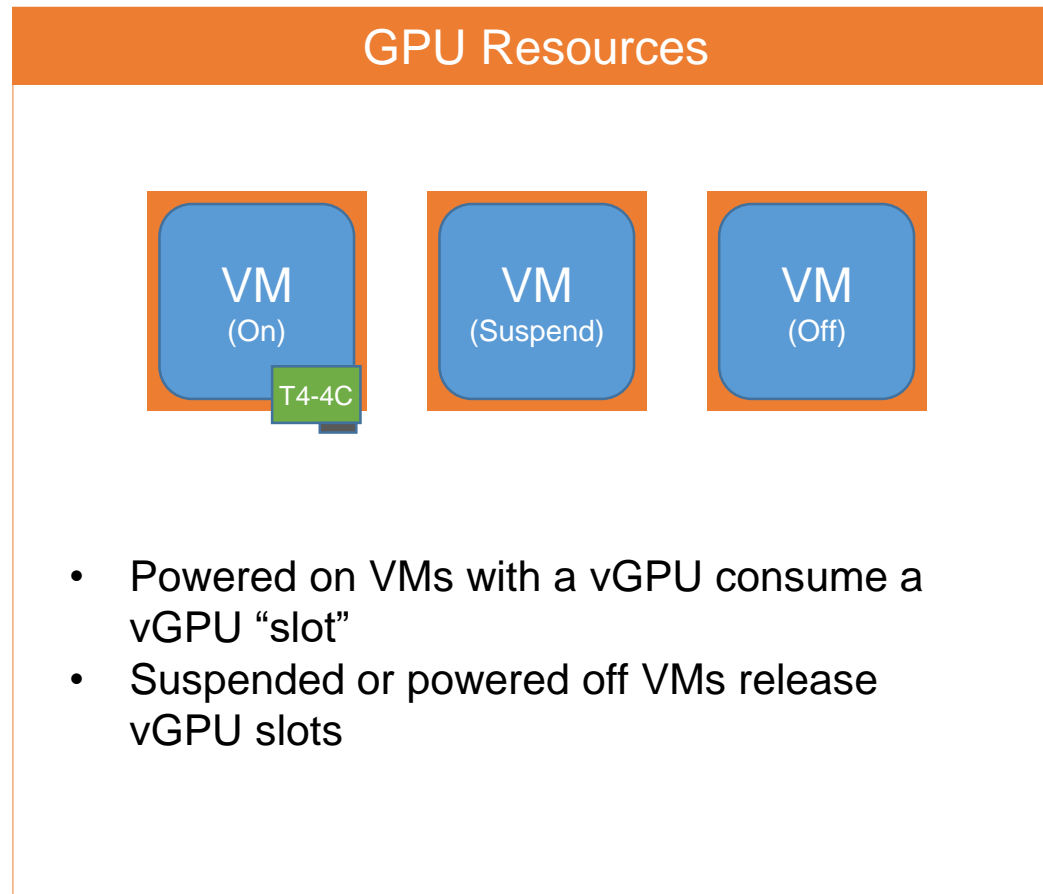 GPU Resources
VM
(On)
T4-4C
VM
(Suspend)
VM
(Off)
• Powered on VMs with a vGPU consume a
vGPU “slot”
• Suspended or powered off VMs release
vGPU slots